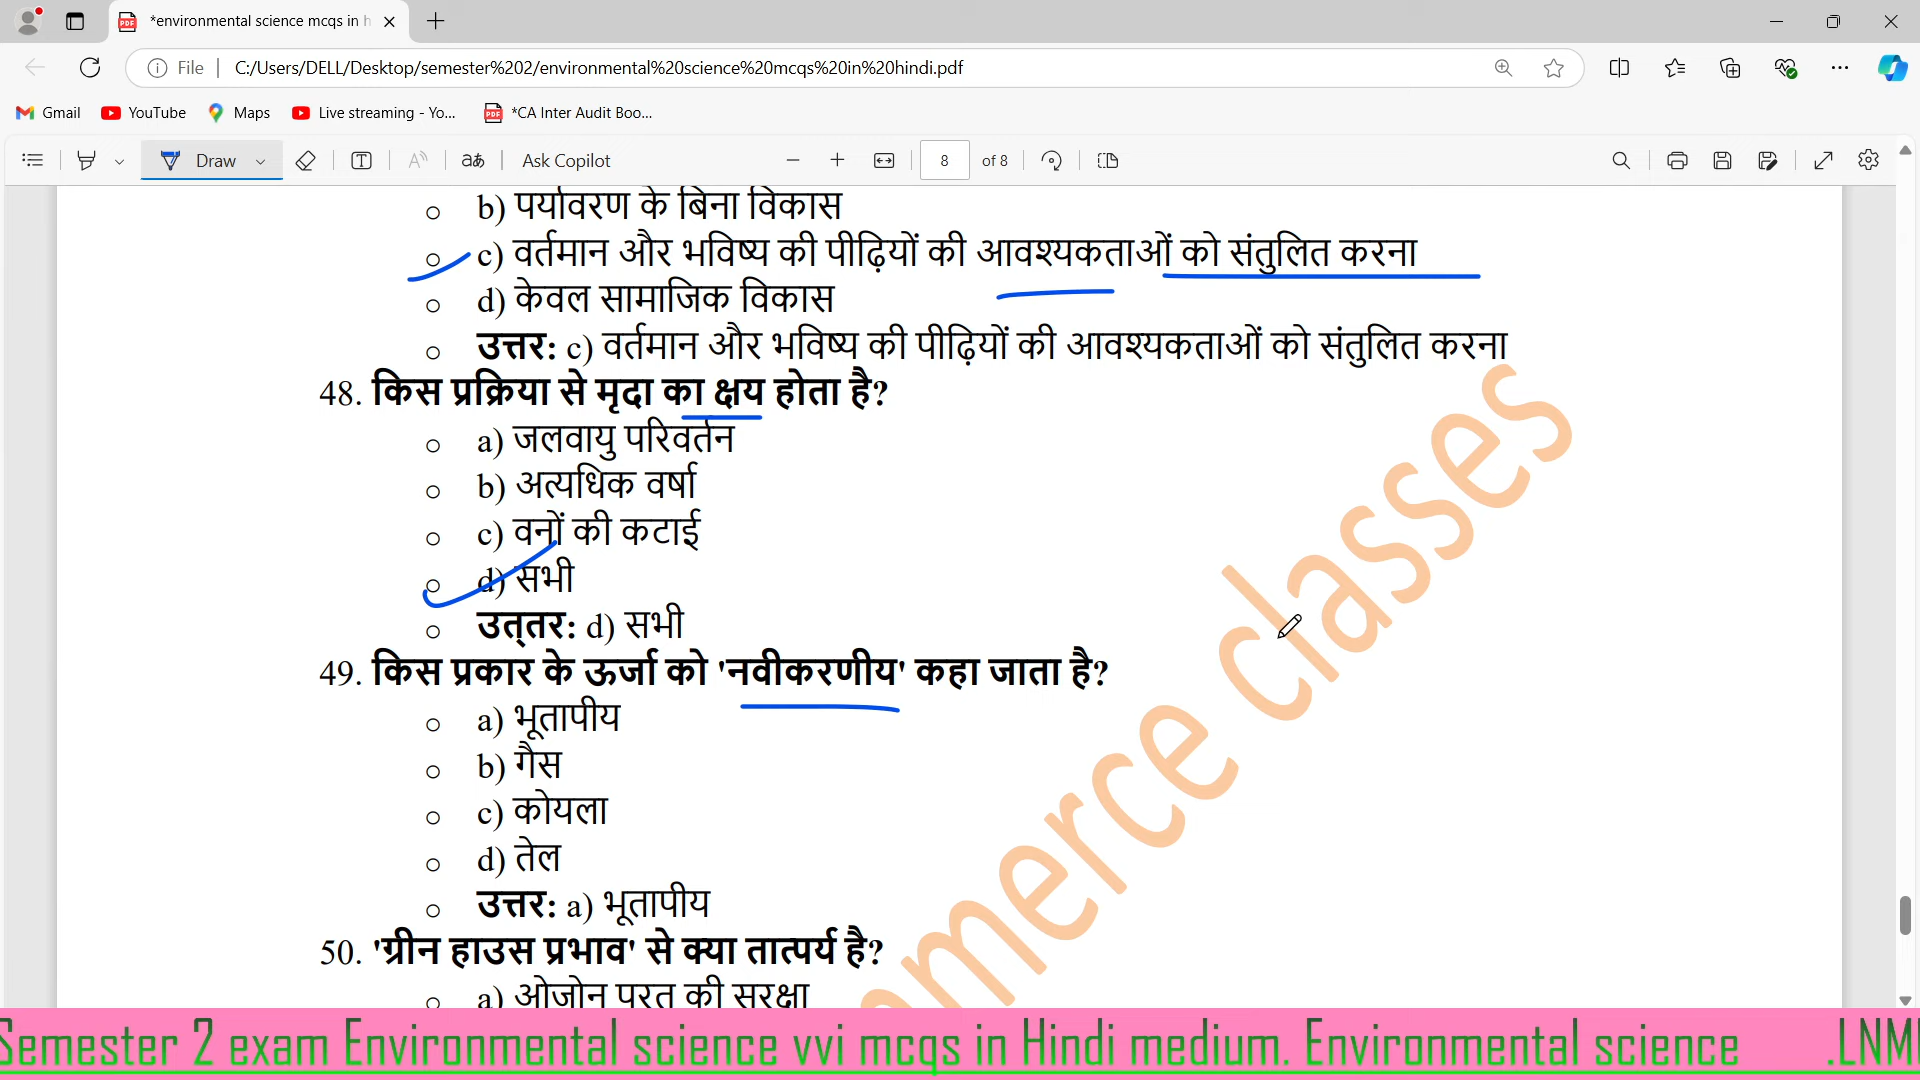 *environmental science mcqs in h
File
C:/Users/DELL/Desktop/semester%202/environmental%20science%20mcqs%20in%20hindi.pdf
Gmail YouTube Maps Live streaming - Yo... *CA Inter Audit Boo...
Draw Ask Copilot 8 of 8
b) पर्यावरण के बिना विकास
c) वर्तमान और भविष्य की पीढ़ियों की आवश्यकताओं को संतुलित करना
d) केवल सामाजिक विकास
उत्तर: c) वर्तमान और भविष्य की पीढ़ियों की आवश्यकताओं को संतुलित करना
48. किस प्रक्रिया से मृदा का क्षय होता है?
a) जलवायु परिवर्तन
b) अत्यधिक वर्षा
c) वनों की कटाई
d) सभी
उत्‌तर: d) सभी
49. किस प्रकार के ऊर्जा को 'नवीकरणीय' कहा जाता है?
a) भूतापीय
b) गैस
c) कोयला
d) तेल
उत्तर: a) भूतापीय
50. 'ग्रीन हाउस प्रभाव' से क्या तात्पर्य है?
a) ओजोन परत की सुरक्षा
merce classes
Semester 2 exam Environmental science vvi mcqs in Hindi medium. Environmental science .LNM